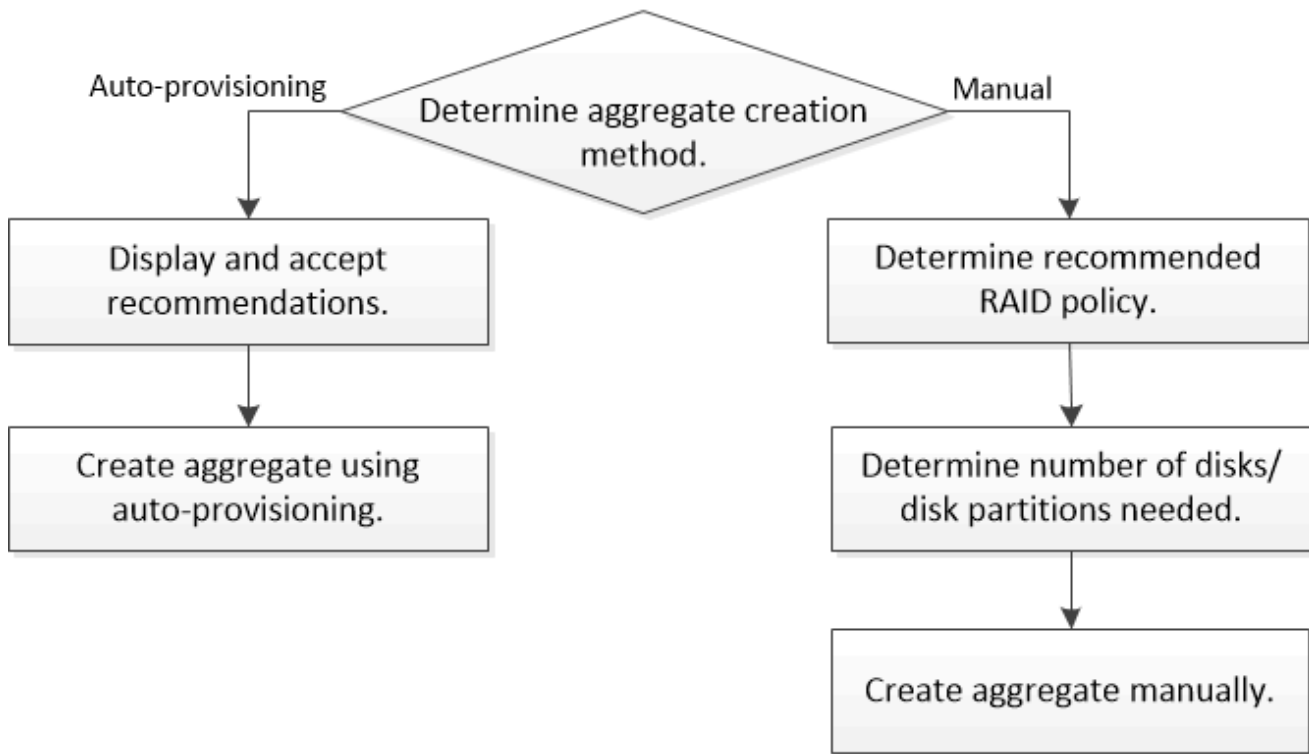 Auto-provisioning
Manual
Determine aggregate creation
method.
Display and accept
recommendations.
Determine recommended
RAID policy.
Create aggregate using
auto-provisioning.
Determine number of disks/
disk partitions needed.
Create aggregate manually.